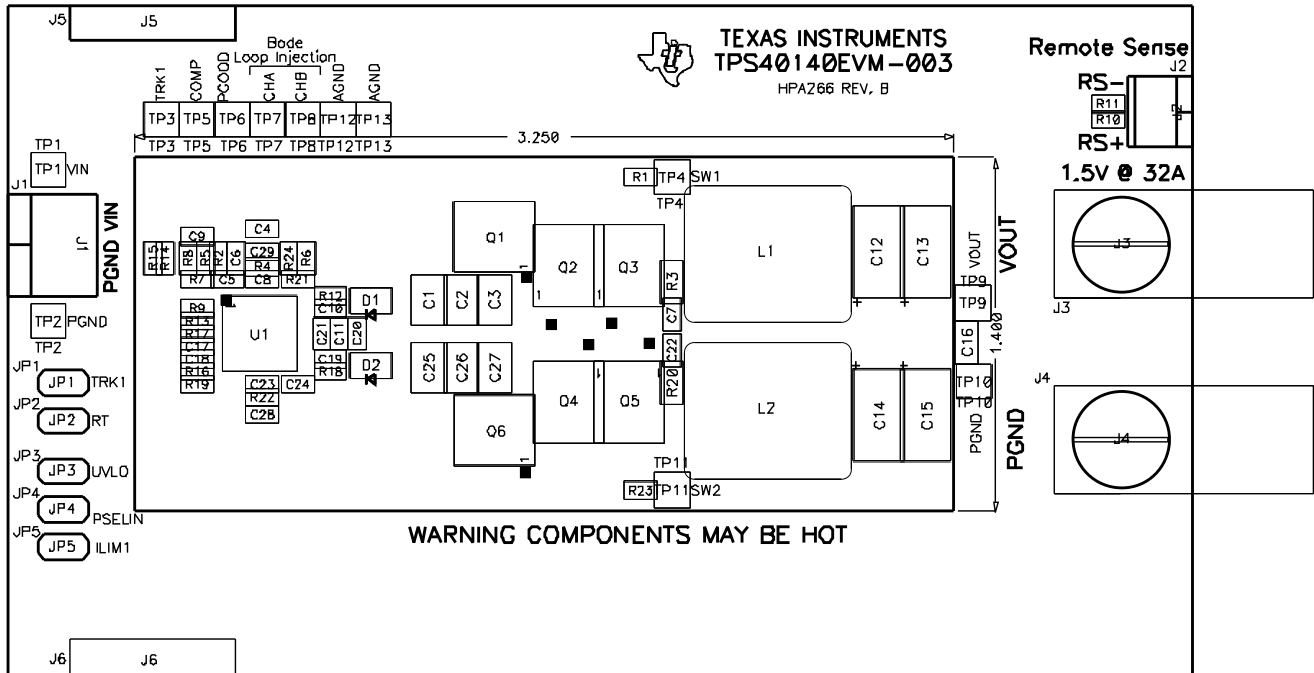 J5
J5
TEXAS INSTRUMENTS
TPS40140EVM-003
HPA266 REV, B
Remote Sense
J2
J2
RS-
R11
R10
RS+
1.5V @ 32A
Bode
Loop Injection
TRK1
COMP
PGOOD
CHA
CHB
AGND
AGND
TP3 TP5 TP6 TP7 TP8 TP12 TP13
TP3 TP5 TP6 TP7 TP8 TP12 TP13
3.250
TP1
TP1 VIN
J1
J1
PGND VIN
TP2 PGND
TP2
R1 TP4 SW1
TP4
Q1
1
Q2
1
Q3
1
L1
C12
C13
+ +
VOUT
VOUT
TP9
TP9
J3
J3
1.400
C16
C4
C9
R15
R14
R8
R5
R2
C6
C29
R4
R24
R6
R7
C5
C8
R21
R9
R13
R17
C17
C18
R16
R19
U1
R12
C10
C21
C11
C20
C19
R18
D1
D2
C23
R22
C28
C24
C1
C2
C3
C25
C26
C27
R3
C7
C22
R20
Q4
Q5
1
1
Q6
1
L2
C14
C15
+ +
TP10
TP10
PGND
PGND
J4
J4
TP11
R23 TP11 SW2
JP1
JP1 TRK1
JP2
JP2 RT
JP3
JP3 UVLO
JP4
JP4 PSELIN
JP5
JP5 ILIM1
WARNING COMPONENTS MAY BE HOT
J6
J6